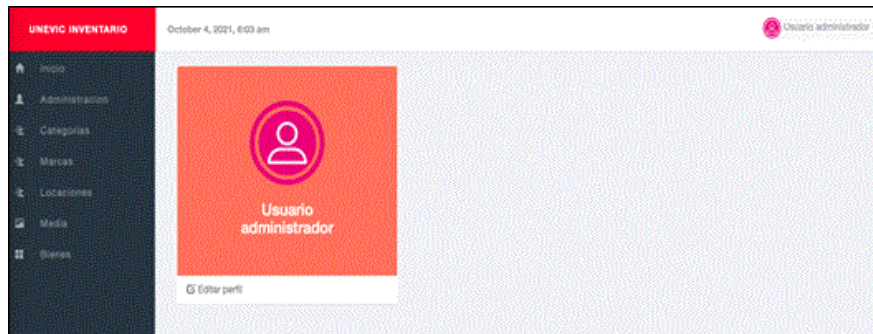 UNEVIC INVENTARIO
October 4, 2021, 6:03 am
Usuario administrador
Inicio
Administracion
Categorias
Marcas
Locaciones
Media
Bienes
Usuario
administrador
Editar perfil